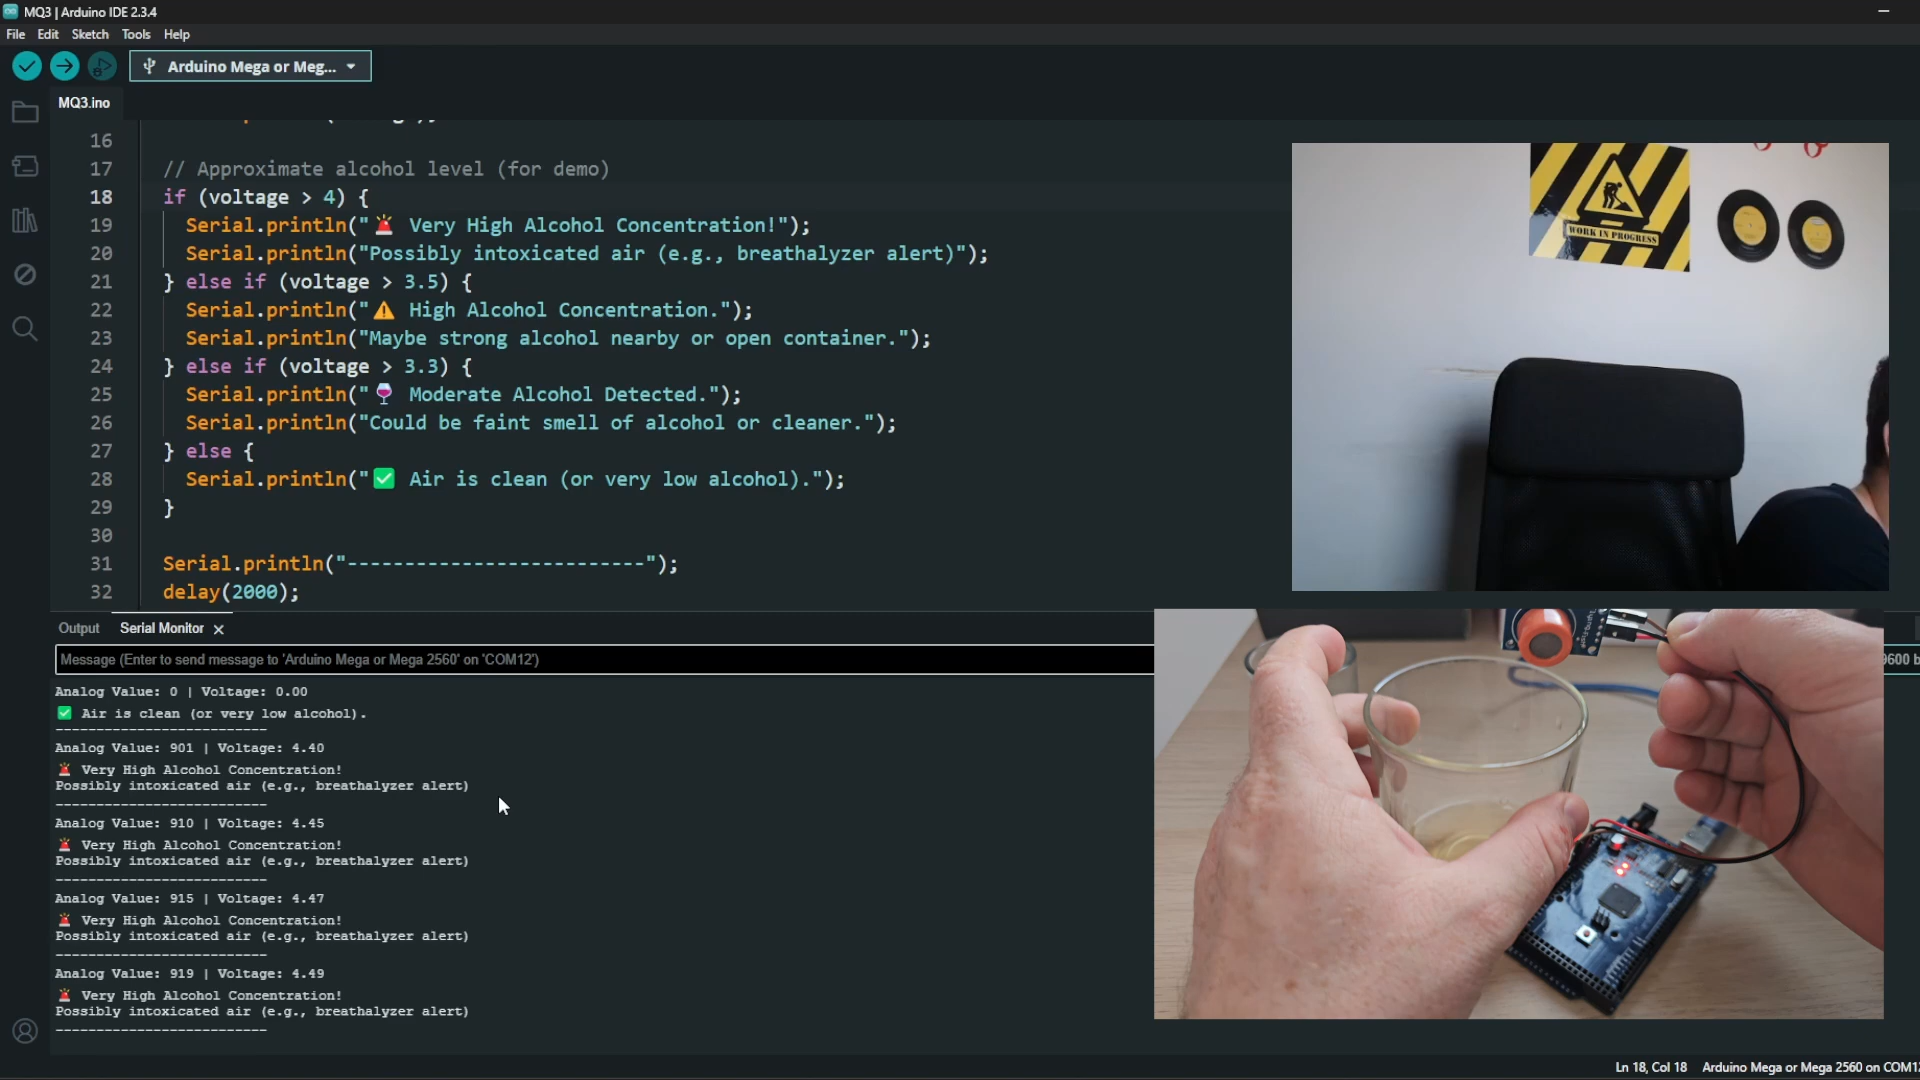 MQ3 | Arduino IDE 2.3.4
File Edit Sketch Tools Help
Arduino Mega or Meg...
MQ3.ino
16
17 // Approximate alcohol level (for demo)
18 if (voltage > 4) {
19 Serial.println("🚨 Very High Alcohol Concentration!");
20 Serial.println("Possibly intoxicated air (e.g., breathalyzer alert)");
21 } else if (voltage > 3.5) {
22 Serial.println("⚠️ High Alcohol Concentration.");
23 Serial.println("Maybe strong alcohol nearby or open container.");
24 } else if (voltage > 3.3) {
25 Serial.println("🍷 Moderate Alcohol Detected.");
26 Serial.println("Could be faint smell of alcohol or cleaner.");
27 } else {
28 Serial.println("✅ Air is clean (or very low alcohol).");
29 }
30
31 Serial.println("--------------------------");
32 delay(2000);
WORK IN PROGRESS
Output Serial Monitor
Message (Enter to send message to 'Arduino Mega or Mega 2560' on 'COM12')
9600 b
Analog Value: 0 | Voltage: 0.00
✅ Air is clean (or very low alcohol).
--------------------------
Analog Value: 901 | Voltage: 4.40
🚨 Very High Alcohol Concentration!
Possibly intoxicated air (e.g., breathalyzer alert)
--------------------------
Analog Value: 910 | Voltage: 4.45
🚨 Very High Alcohol Concentration!
Possibly intoxicated air (e.g., breathalyzer alert)
--------------------------
Analog Value: 915 | Voltage: 4.47
🚨 Very High Alcohol Concentration!
Possibly intoxicated air (e.g., breathalyzer alert)
--------------------------
Analog Value: 919 | Voltage: 4.49
🚨 Very High Alcohol Concentration!
Possibly intoxicated air (e.g., breathalyzer alert)
--------------------------
Ln 18, Col 18 Arduino Mega or Mega 2560 on COM12